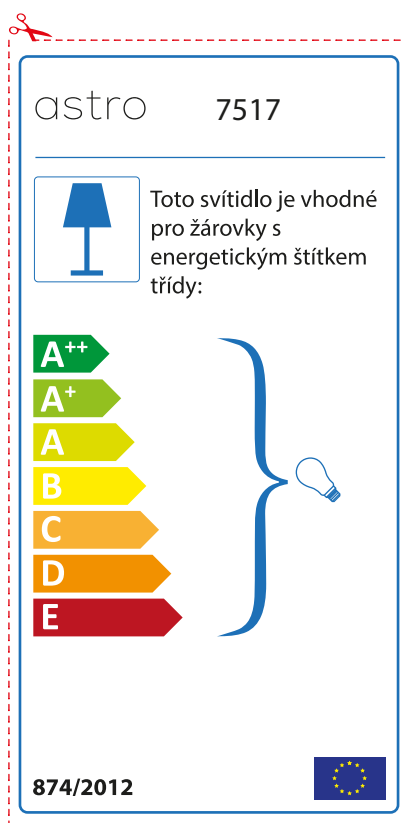 astro 7517
Toto svítidlo je vhodné
pro žárovky s
energetickým štítkem
třídy:
A++
A+
A
B
C
D
E
874/2012